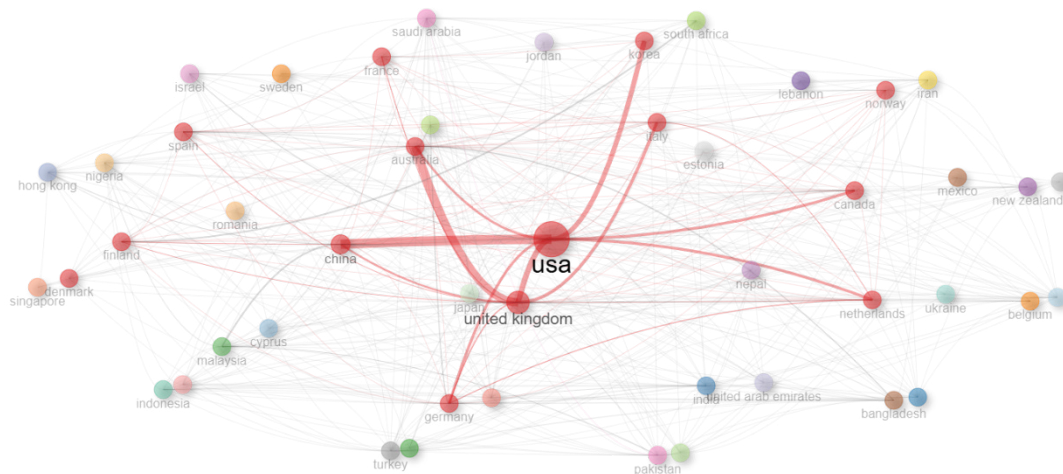 saudi arabia
south africa
korea
jordan
france
israel
sweden
lebanon
norway
iran
spain
italy
australia
estonia
hong kong
nigeria
mexico
new zealand
canada
romania
finland
china
usa
nepal
singapore
denmark
japan
united kingdom
netherlands
ukraine
belgium
cyprus
malaysia
indonesia
germany
india
united arab emirates
bangladesh
turkey
pakistan